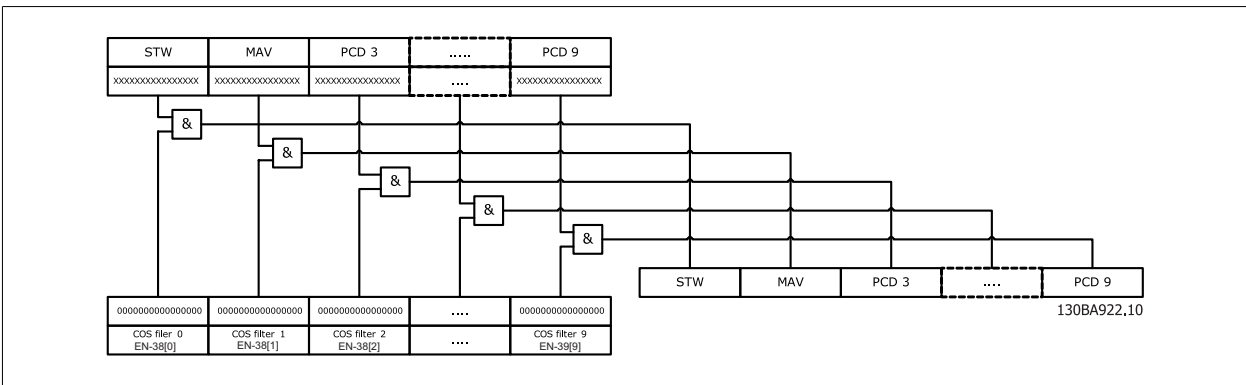 STW MAV PCD 3 ..... PCD 9
XXXXXXXXXXXXXXXX XXXXXXXXXXXXXXXX XXXXXXXXXXXXXXXX .... XXXXXXXXXXXXXXXX
&
&
&
&
&
STW MAV PCD 3 .... PCD 9
130BA922.10
0000000000000000 0000000000000000 0000000000000000 .... 0000000000000000
COS filer 0 COS filter 1 COS filter 2 .... COS filter 9
EN-38[0] EN-38[1] EN-38[2] EN-39[9]